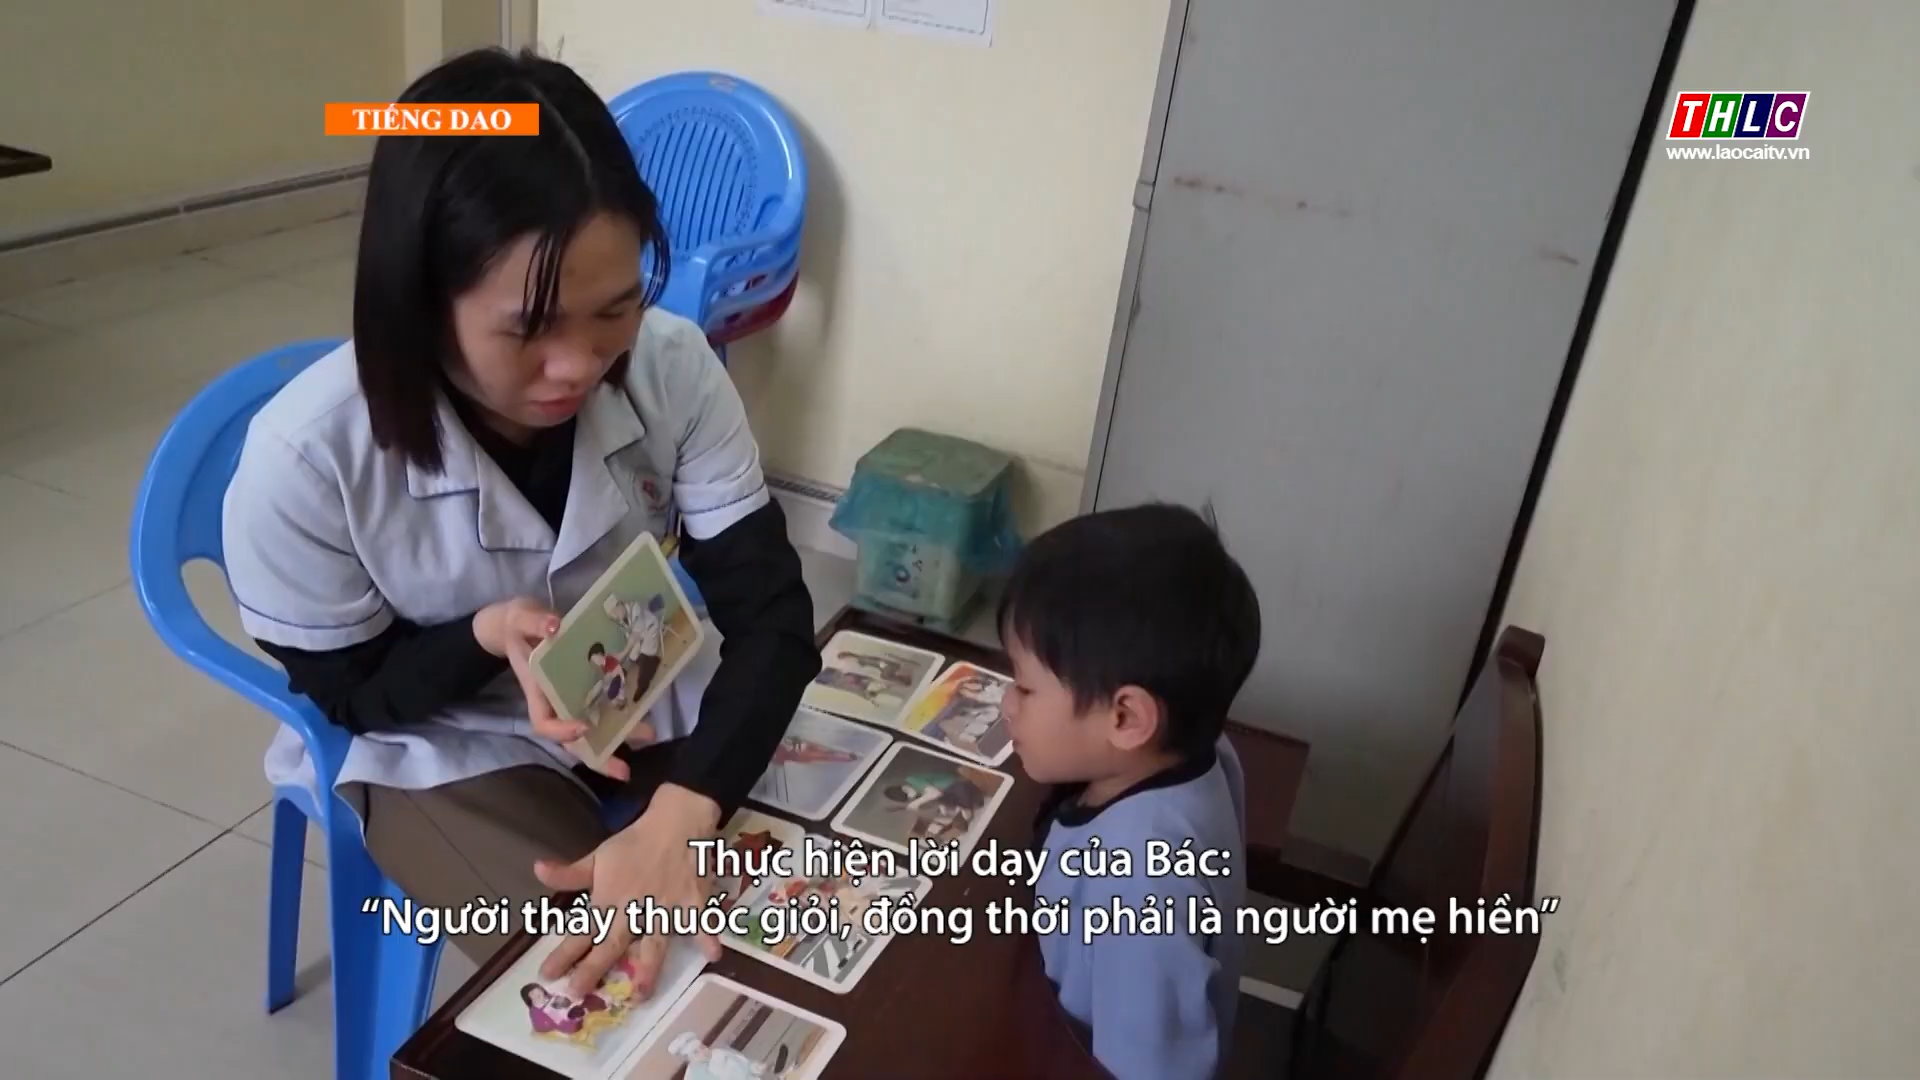 TIẾNG DAO
THLC
www.laocaitv.vn
Thực hiện lời dạy của Bác:
“Người thầy thuốc giỏi, đồng thời phải là người mẹ hiền”